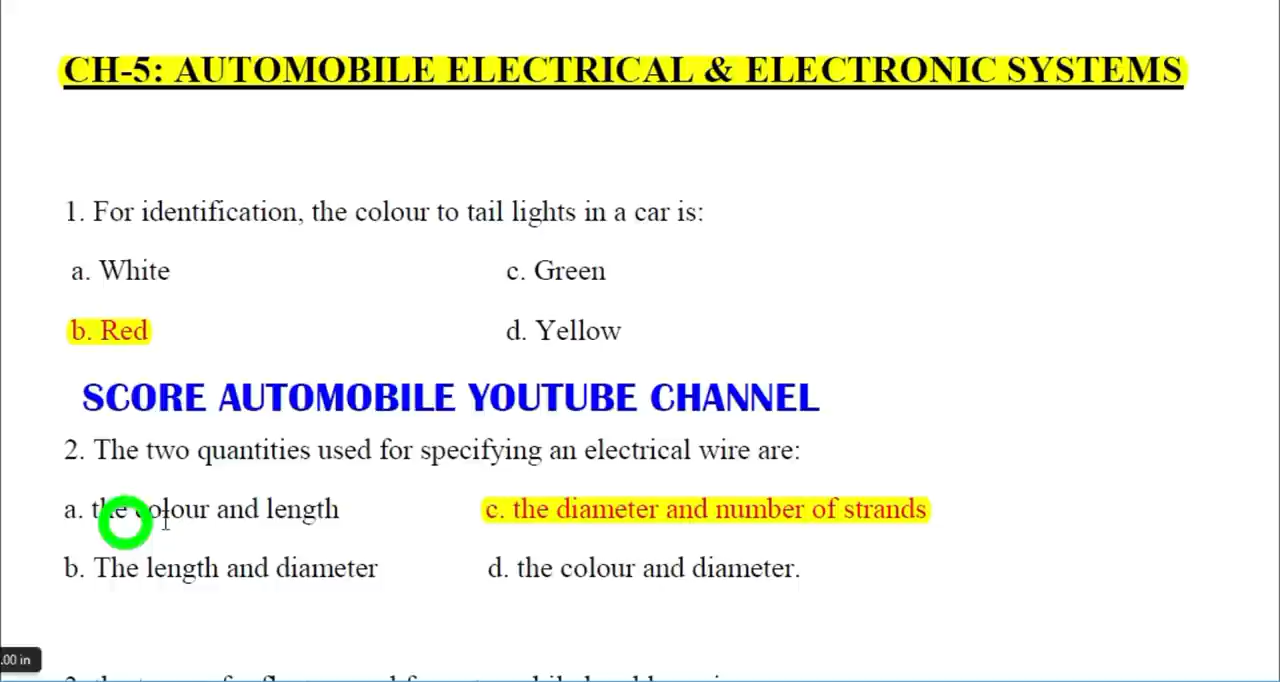 CH-5: AUTOMOBILE ELECTRICAL & ELECTRONIC SYSTEMS
1. For identification, the colour to tail lights in a car is:
a. White c. Green
b. Red d. Yellow
SCORE AUTOMOBILE YOUTUBE CHANNEL
2. The two quantities used for specifying an electrical wire are:
a. the colour and length c. the diameter and number of strands
b. The length and diameter d. the colour and diameter.
.00 in